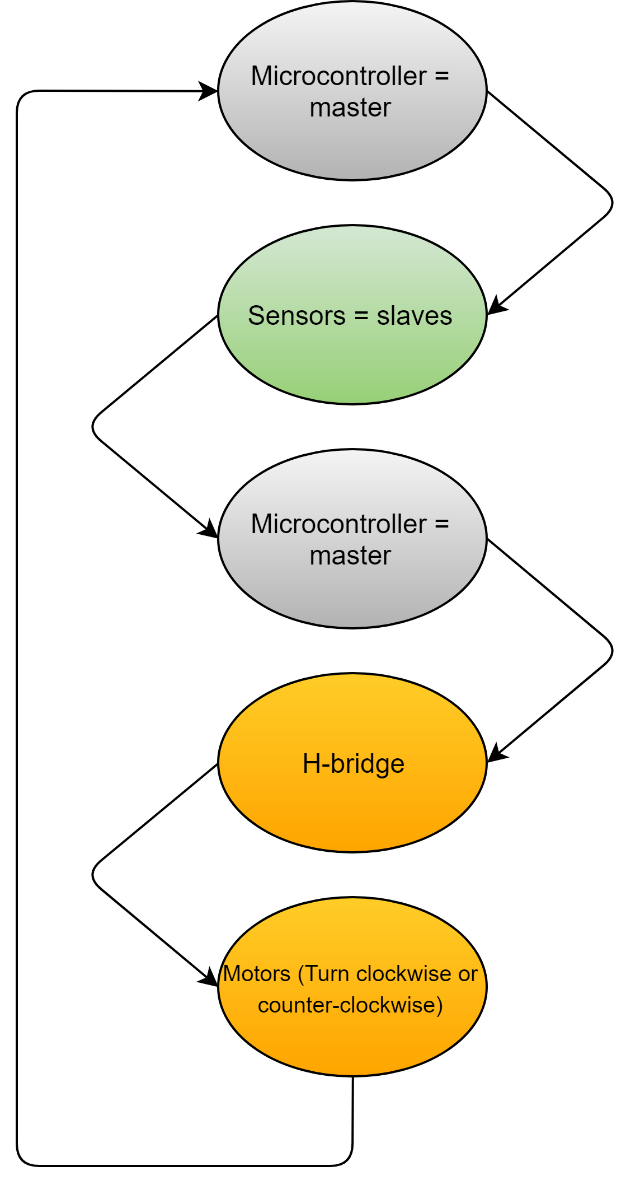 Microcontroller =
master
Sensors = slaves
Microcontroller =
master
H-bridge
Motors (Turn clockwise or
counter-clockwise)